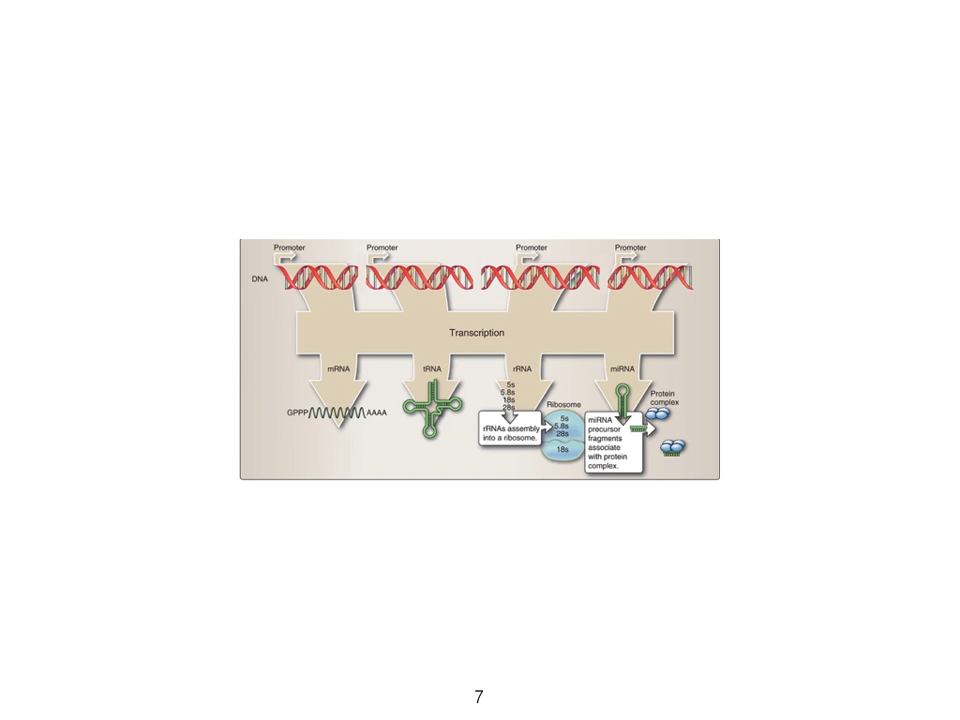 Promoter
Promoter
Promoter
Promoter
DNA
Transcription
mRNA
tRNA
rRNA
miRNA
GPPP
AAAA
5s
5.8s
18s
28s
rRNAs assembly
into a ribosome.
Ribosome
5s
5.8s
28s
18s
miRNA
precursor
fragments
associate
with protein
complex.
Protein
complex
7